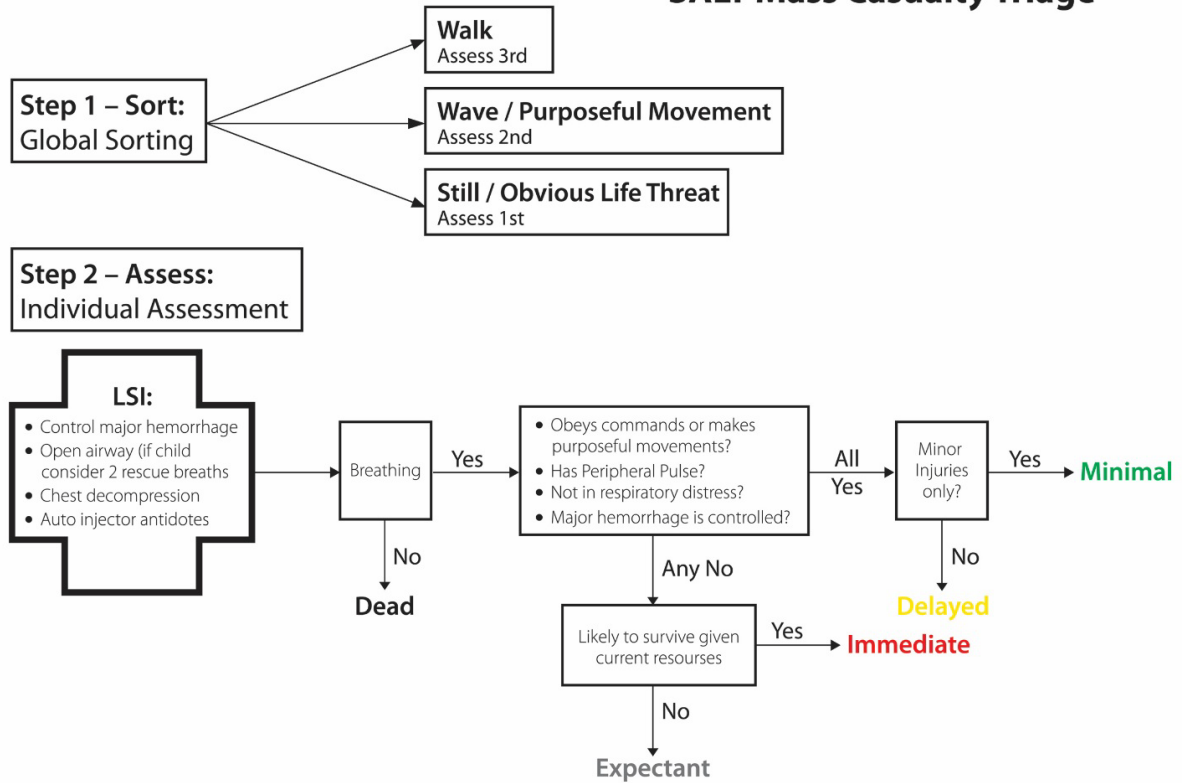 SALT Mass Casualty Triage
Walk
Assess 3rd
Step 1 – Sort:
Global Sorting
Wave / Purposeful Movement
Assess 2nd
Still / Obvious Life Threat
Assess 1st
Step 2 – Assess:
Individual Assessment
LSI:
• Control major hemorrhage
• Open airway (if child
consider 2 rescue breaths
• Chest decompression
• Auto injector antidotes
Breathing
Yes
No
Dead
• Obeys commands or makes
purposeful movements?
• Has Peripheral Pulse?
• Not in respiratory distress?
• Major hemorrhage is controlled?
All
Yes
Minor
Injuries
only?
Yes
Minimal
No
Delayed
Any No
Likely to survive given
current resourses
Yes
Immediate
No
Expectant